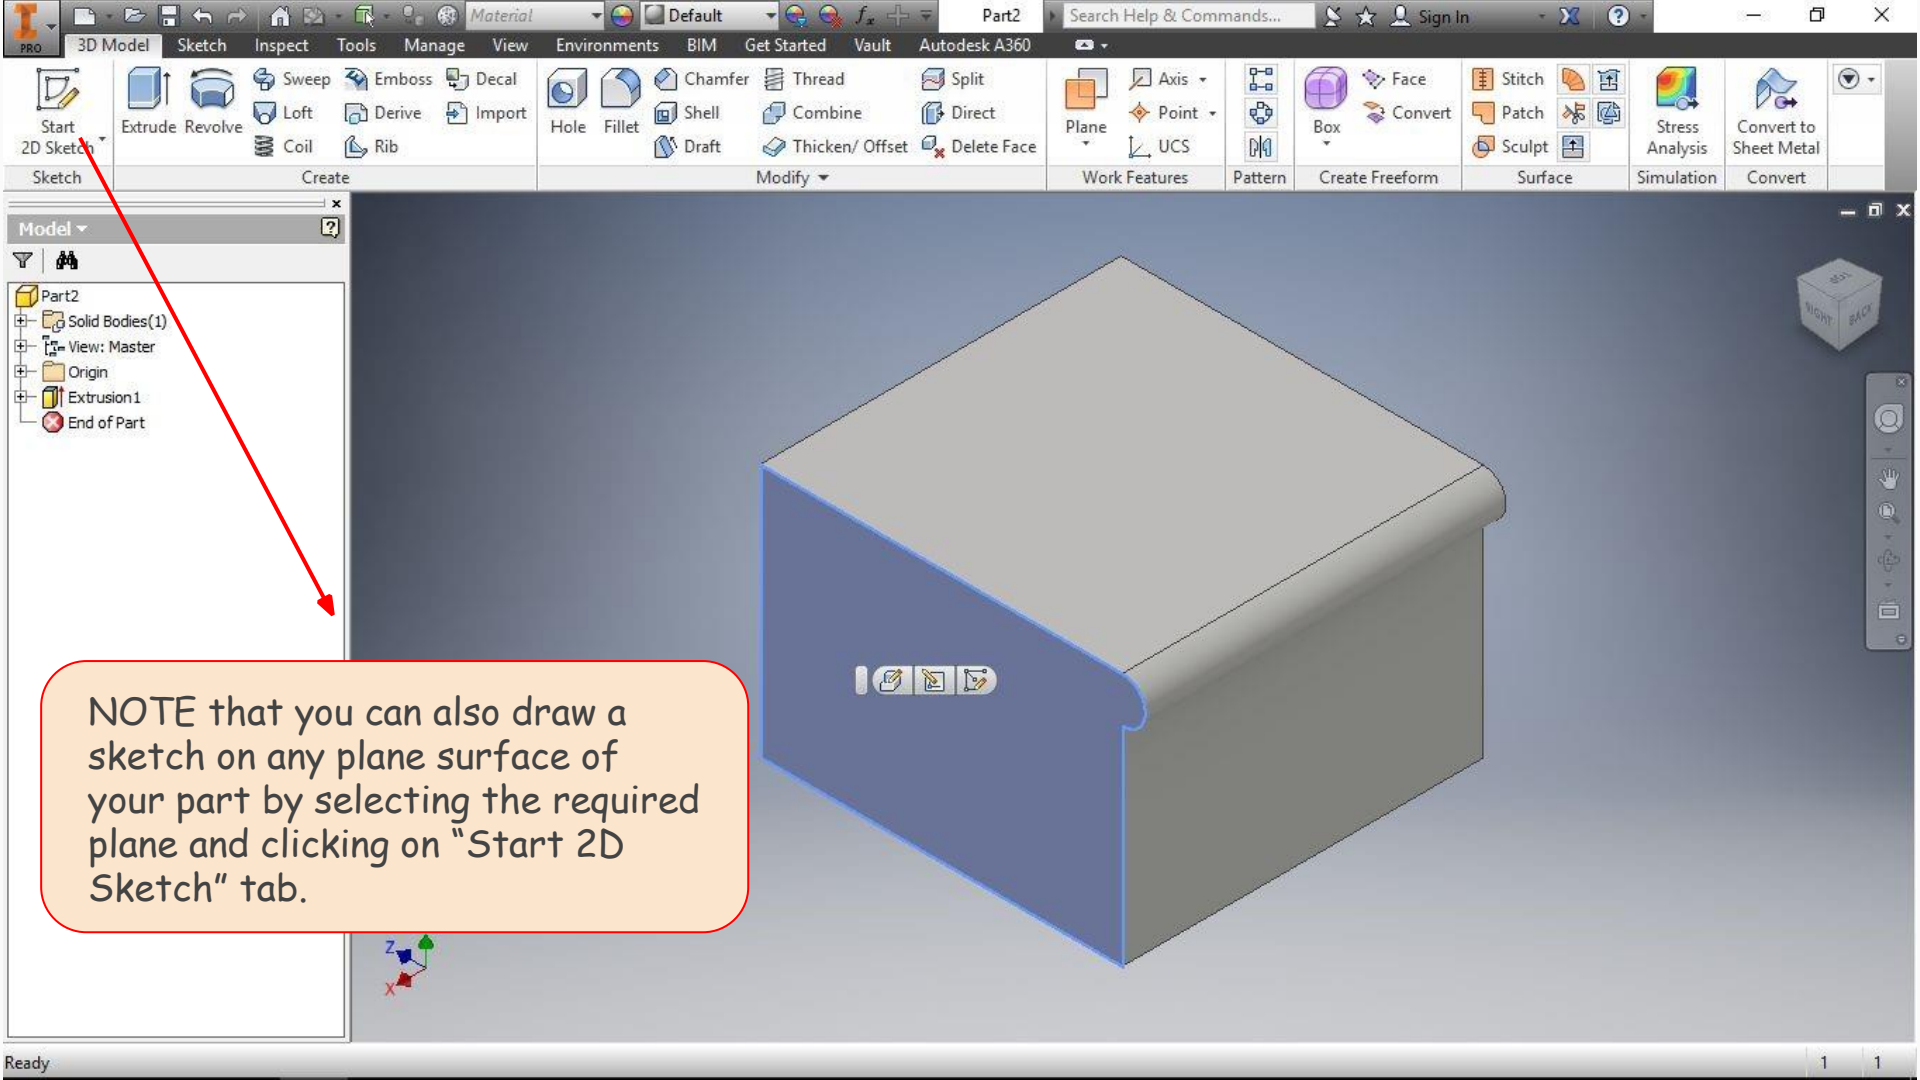 Material
Default
Part2
Search Help & Commands...
Sign In
PRO
3D Model Sketch Inspect Tools Manage View Environments BIM Get Started Vault Autodesk A360
Start
2D Sketch
Extrude
Revolve
Sweep
Loft
Coil
Emboss
Derive
Rib
Decal
Import
Hole
Fillet
Chamfer
Shell
Draft
Thread
Combine
Thicken/ Offset
Split
Direct
Delete Face
Plane
Axis
Point
UCS
Box
Face
Convert
Stitch
Patch
Sculpt
Stress
Analysis
Convert to
Sheet Metal
Sketch
Create
Modify
Work Features
Pattern
Create Freeform
Surface
Simulation
Convert
Model
Part2
Solid Bodies(1)
View: Master
Origin
Extrusion1
End of Part
TOP
RIGHT
BACK
NOTE that you can also draw a
sketch on any plane surface of
your part by selecting the required
plane and clicking on “Start 2D
Sketch” tab.
Z
X
Ready
1 1